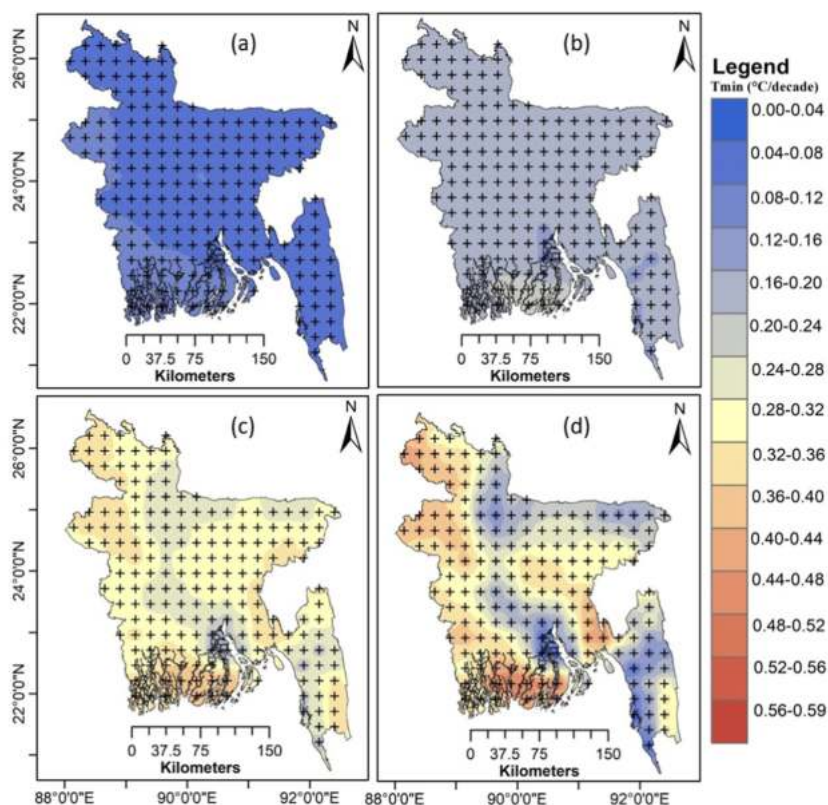 (a)
N
(b)
N
Legend
Tmin (°C/decade)
0.00-0.04
0.04-0.08
0.08-0.12
0.12-0.16
0.16-0.20
0.20-0.24
0.24-0.28
0.28-0.32
0.32-0.36
0.36-0.40
0.40-0.44
0.44-0.48
0.48-0.52
0.52-0.56
0.56-0.59
26°0'0"N
24°0'0"N
22°0'0"N
0 37.5 75 150
Kilometers
0 37.5 75 150
Kilometers
(c)
N
(d)
N
26°0'0"N
24°0'0"N
22°0'0"N
0 37.5 75 150
Kilometers
0 37.5 75 150
Kilometers
88°0'0"E 90°0'0"E 92°0'0"E
88°0'0"E 90°0'0"E 92°0'0"E